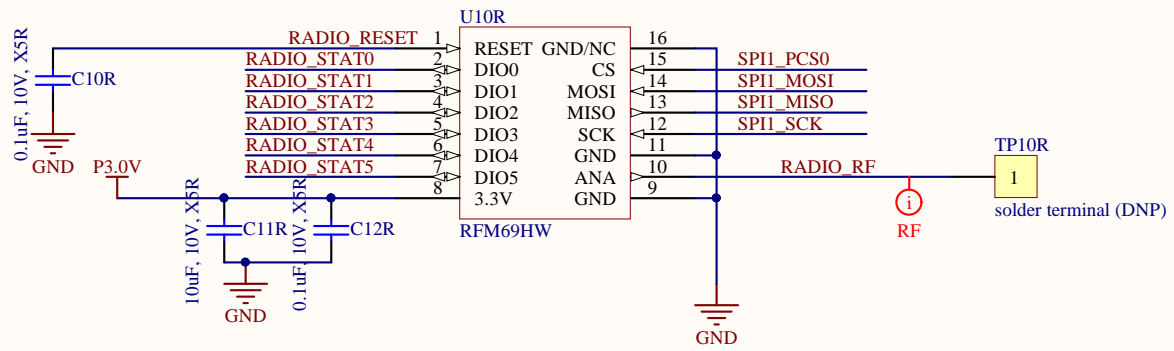 U10R
RADIO_RESET 1 RESET GND/NC 16
RADIO_STAT0 2 DIO0 CS 15 SPI1_PCS0
RADIO_STAT1 3 DIO1 MOSI 14 SPI1_MOSI
RADIO_STAT2 4 DIO2 MISO 13 SPI1_MISO
RADIO_STAT3 5 DIO3 SCK 12 SPI1_SCK
RADIO_STAT4 6 DIO4 GND 11
RADIO_STAT5 7 DIO5 ANA 10 RADIO_RF
8 3.3V GND 9
RFM69HW
C10R
0.1uF, 10V, X5R
GND
P3.0V
C11R
10uF, 10V, X5R
C12R
0.1uF, 10V, X5R
GND
TP10R
1
solder terminal (DNP)
i
RF
GND